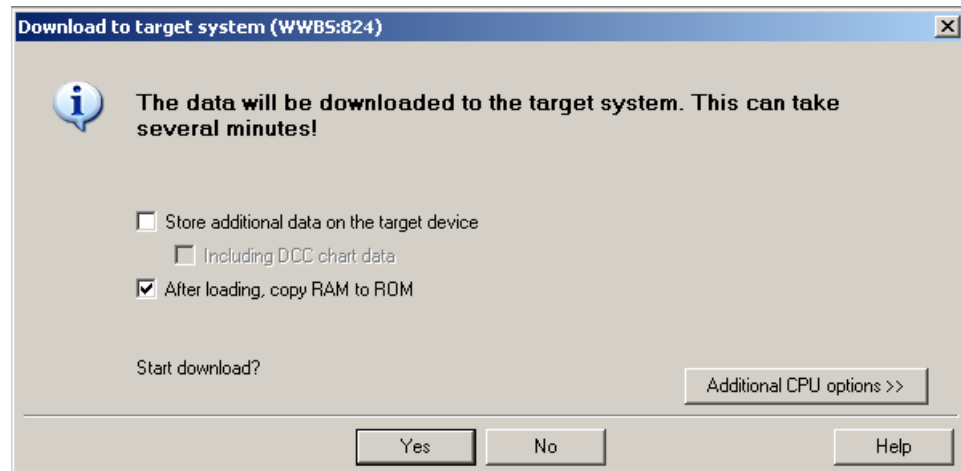 Download to target system (WWBS:824)
The data will be downloaded to the target system. This can take
several minutes!
Store additional data on the target device
Including DCC chart data
After loading, copy RAM to ROM
Start download?
Additional CPU options >>
Yes
No
Help